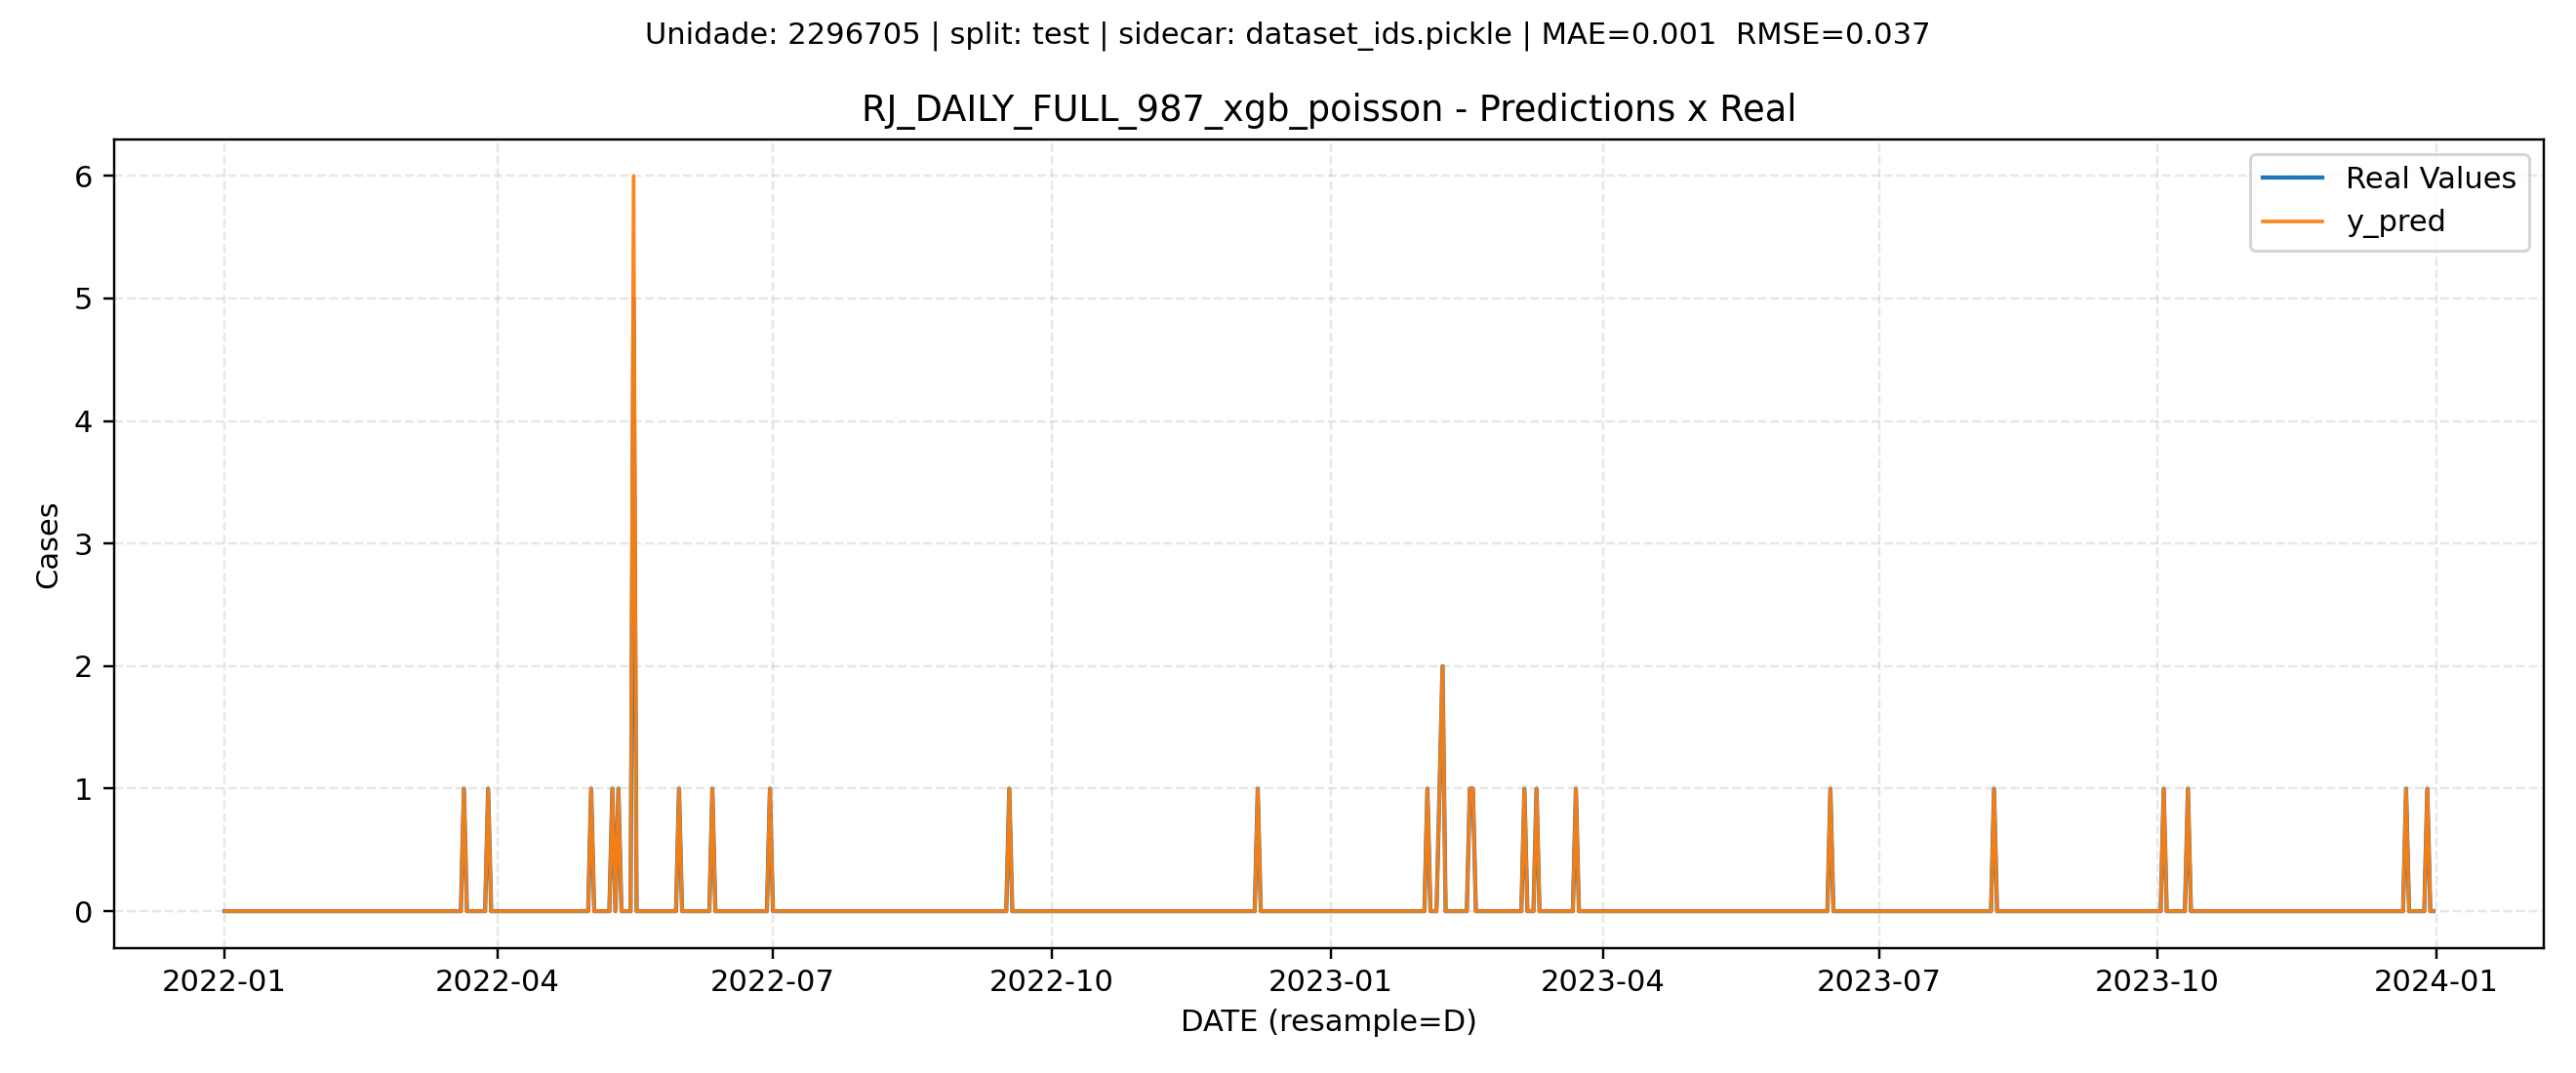 Unidade: 2296705 | split: test | sidecar: dataset_ids.pickle | MAE=0.001  RMSE=0.037
RJ_DAILY_FULL_987_xgb_poisson - Predictions x Real
Real Values
y_pred
Cases
6
5
4
3
2
1
0
2022-01 2022-04 2022-07 2022-10 2023-01 2023-04 2023-07 2023-10 2024-01
DATE (resample=D)